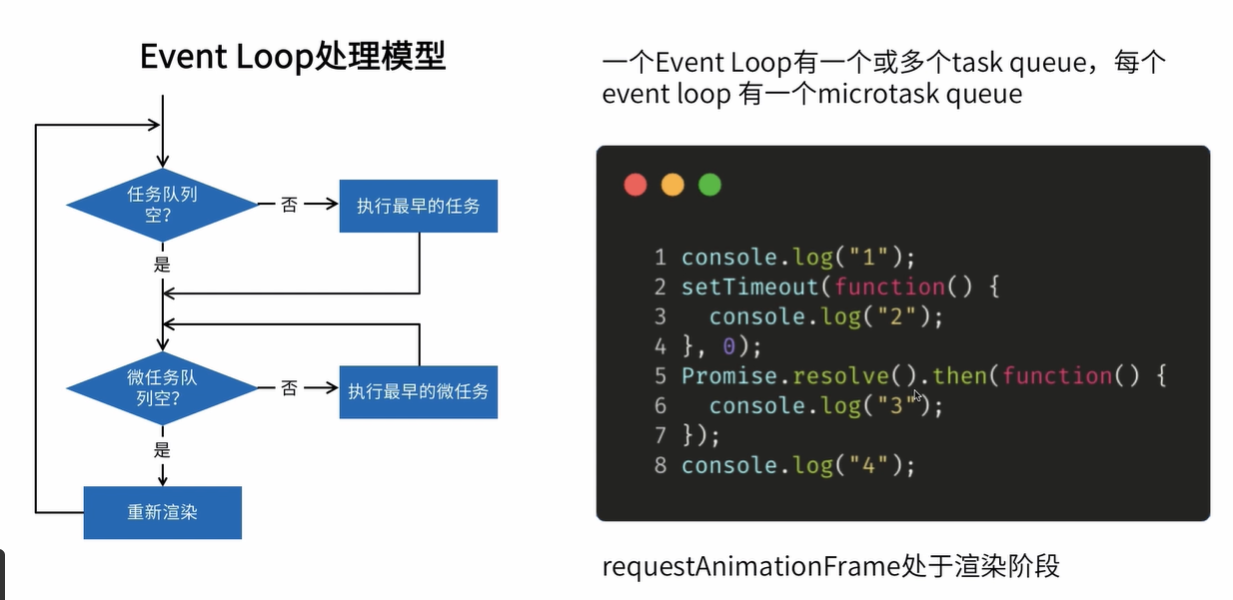 Event Loop处理模型
任务队列
空?
否
执行最早的任务
是
微任务队
列空?
否
执行最早的微任务
是
重新渲染
一个Event Loop有一个或多个task queue，每个
event loop 有一个microtask queue
1 console.log("1");
2 setTimeout(function() {
3   console.log("2");
4 }, 0);
5 Promise.resolve().then(function() {
6   console.log("3");
7 });
8 console.log("4");
requestAnimationFrame处于渲染阶段